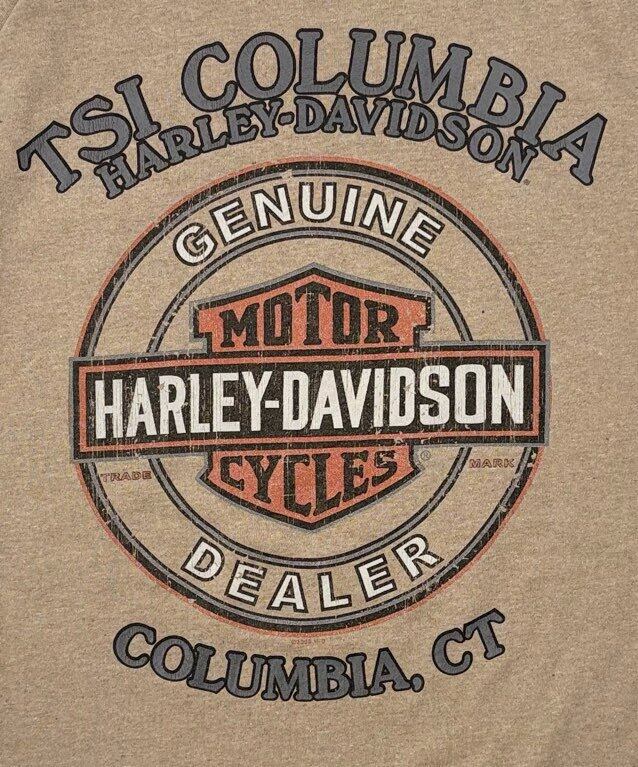 TSI COLUMBIA
HARLEY-DAVIDSON
GENUINE
MOTOR
HARLEY-DAVIDSON
CYCLES ®
TRADE MARK
DEALER
COLUMBIA, CT